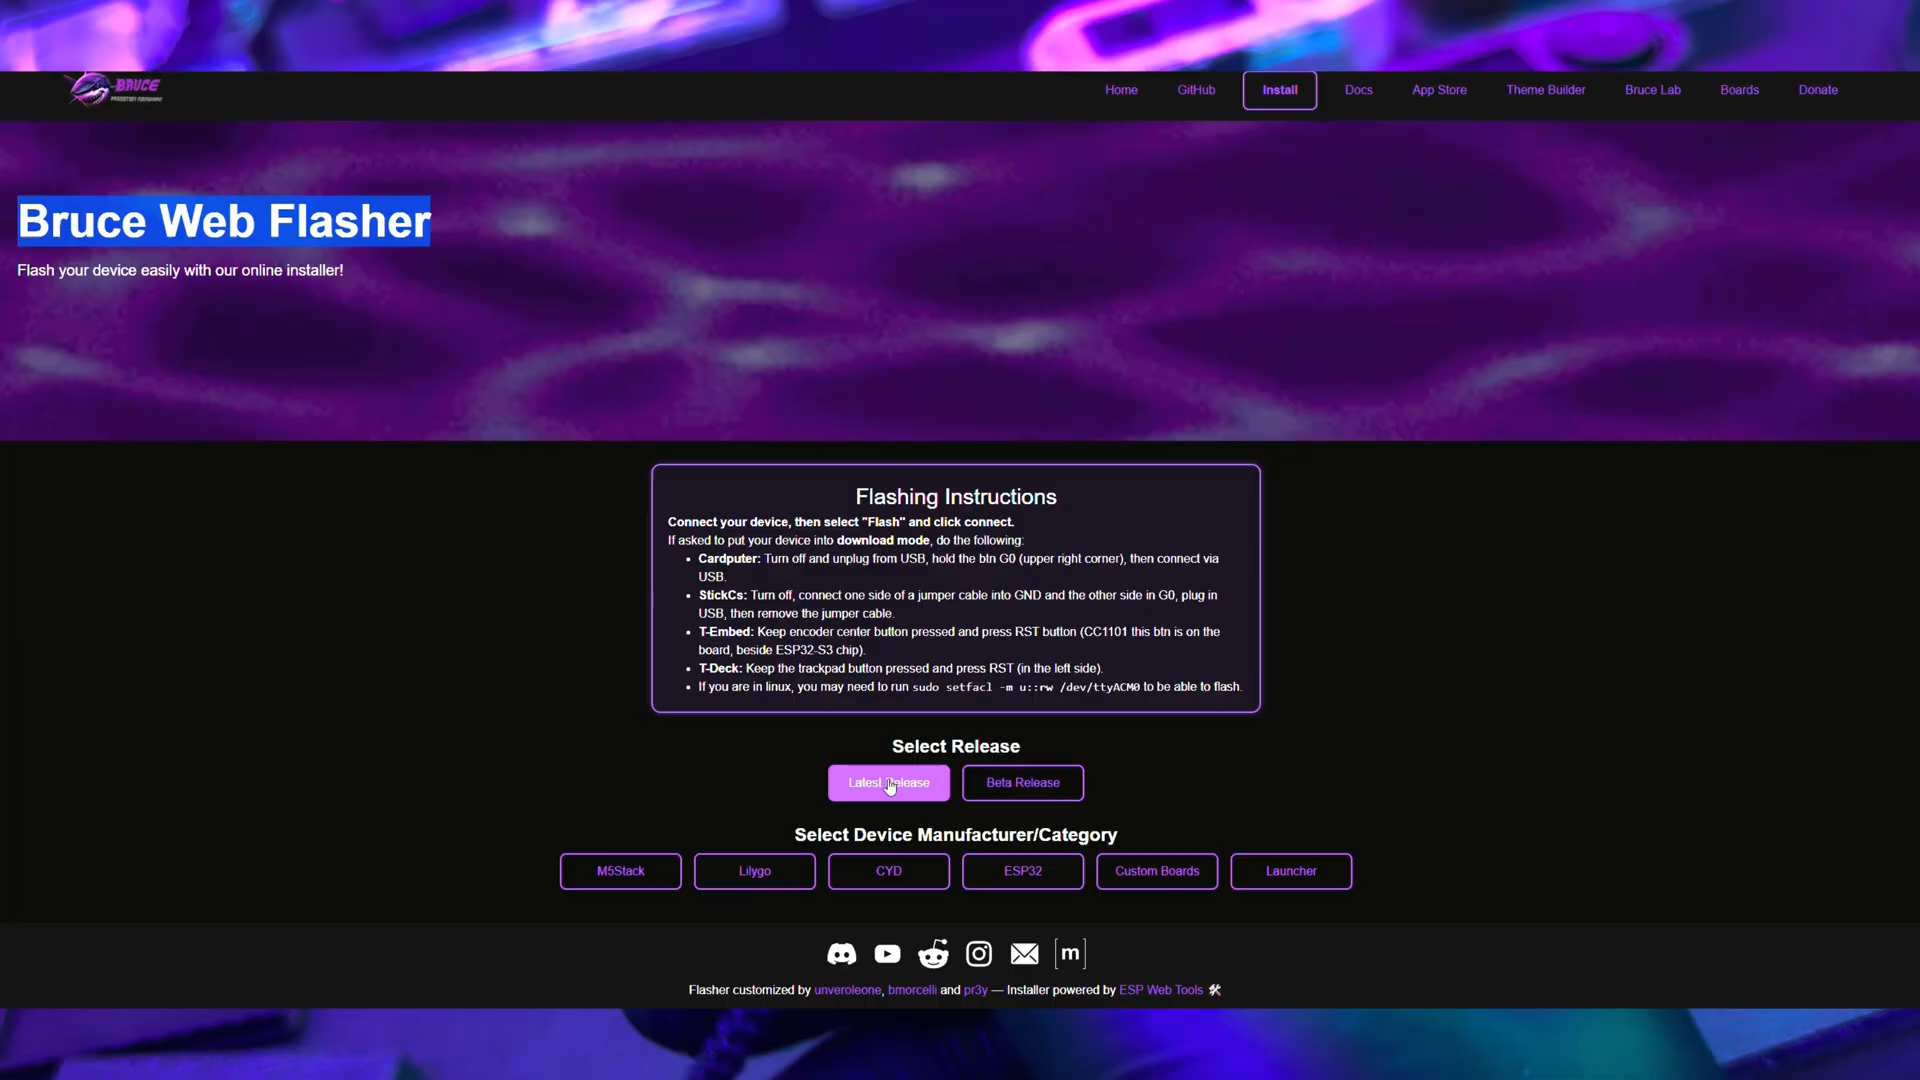 BRUCE
Home
GitHub
Install
Docs
App Store
Theme Builder
Bruce Lab
Boards
Donate
Bruce Web Flasher
Flash your device easily with our online installer!
Flashing Instructions
Connect your device, then select "Flash" and click connect.
If asked to put your device into download mode, do the following:
• Cardputer: Turn off and unplug from USB, hold the btn G0 (upper right corner), then connect via
USB.
• StickCs: Turn off, connect one side of a jumper cable into GND and the other side in G0, plug in
USB, then remove the jumper cable.
• T-Embed: Keep encoder center button pressed and press RST button (CC1101 this btn is on the
board, beside ESP32-S3 chip).
• T-Deck: Keep the trackpad button pressed and press RST (in the left side).
• If you are in linux, you may need to run sudo setfacl -m u::rw /dev/ttyACM0 to be able to flash.
Select Release
Latest Release
Beta Release
Select Device Manufacturer/Category
M5Stack
Lilygo
CYD
ESP32
Custom Boards
Launcher
[m]
Flasher customized by unveroleone, bmorcelli and pr3y — Installer powered by ESP Web Tools 🛠